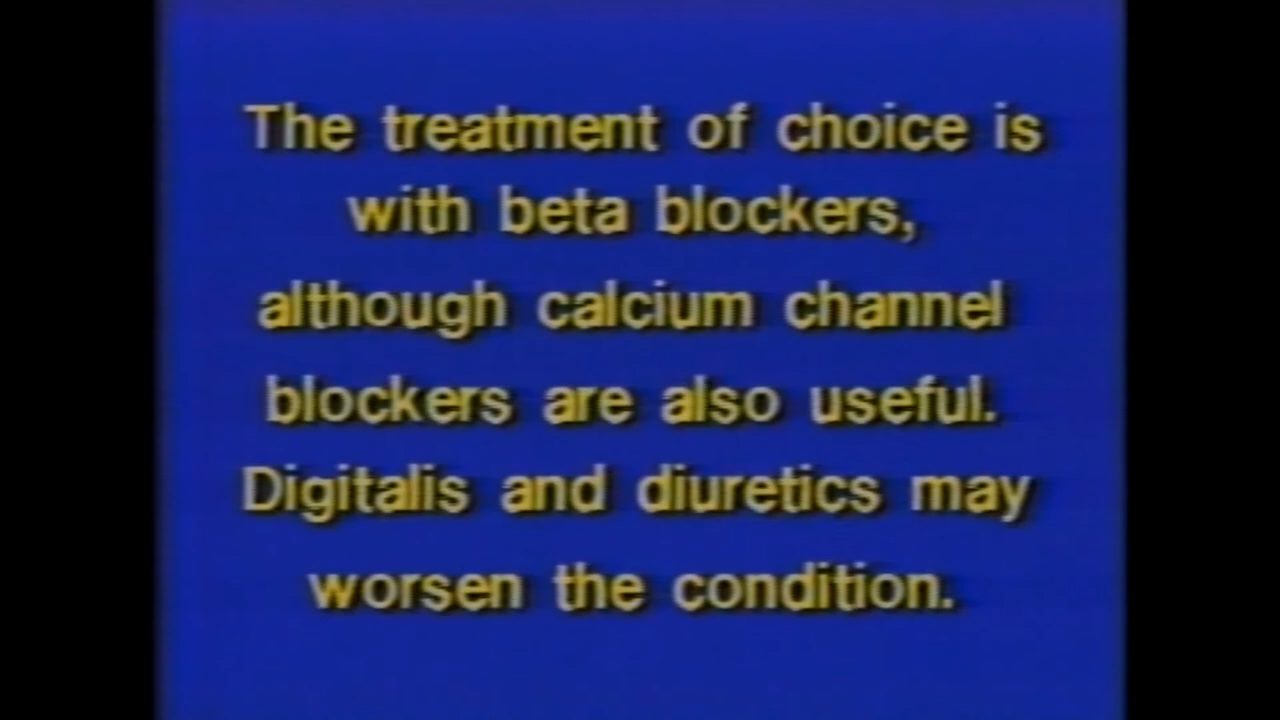 The treatment of choice is
with beta blockers,
although calcium channel
blockers are also useful.
Digitalis and diuretics may
worsen the condition.